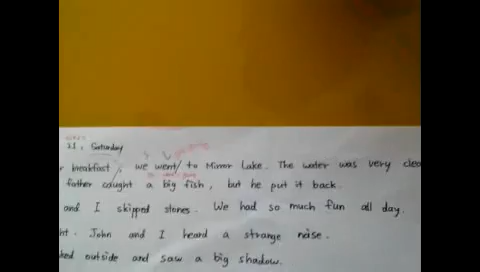 21, Saturday
r breakfast, we went to Mirror Lake. The water was very clea
father caught a big fish, but he put it back.
and I skipped stones. We had so much fun all day.
ht. John and I heard a strange noise.
ked outside and saw a big shadow.